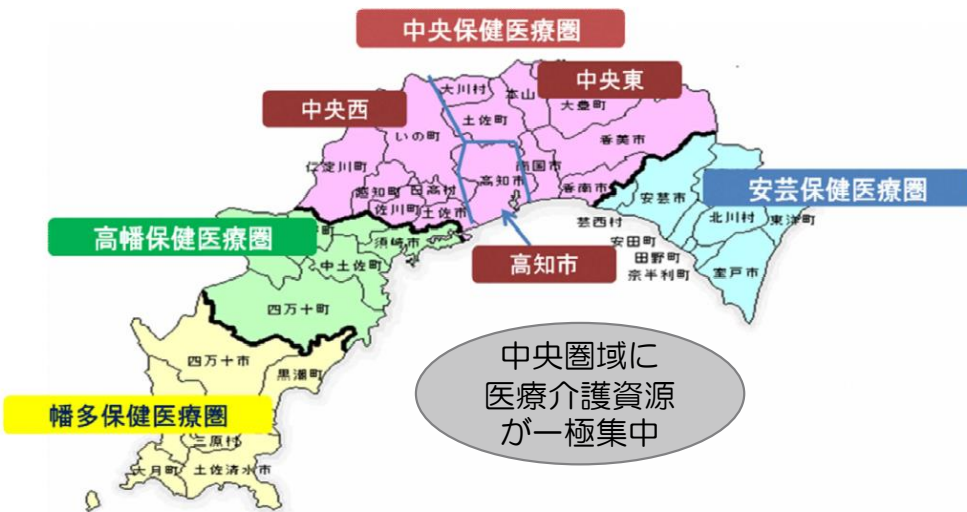 中央保健医療圏
中央東
中央西
大川村
本山
大豊町
土佐町
いの町
香美市
仁淀川町
南国市
高知市
越知町
日高村
香南市
佐川町
土佐市
安芸市
安芸保健医療圏
北川村
東洋町
芸西村
安田町
田野町
奈半利町
室戸市
高幡保健医療圏
町
須崎市
中土佐町
高知市
四万十町
中央圏域に
医療介護資源
が一極集中
四万十市
黒潮町
幡多保健医療圏
三原村
大月町
土佐清水市